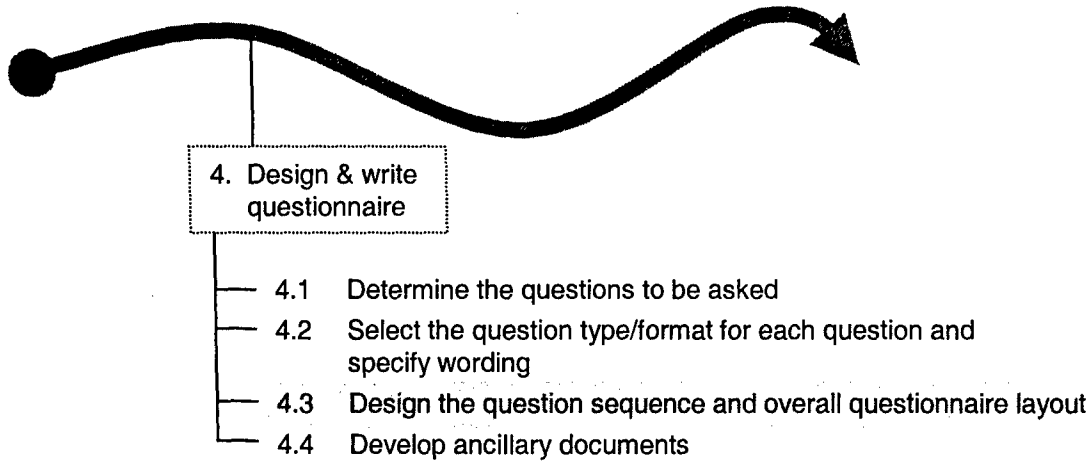 4. Design & write
questionnaire
4.1 Determine the questions to be asked
4.2 Select the question type/format for each question and
specify wording
4.3 Design the question sequence and overall questionnaire layout
4.4 Develop ancillary documents